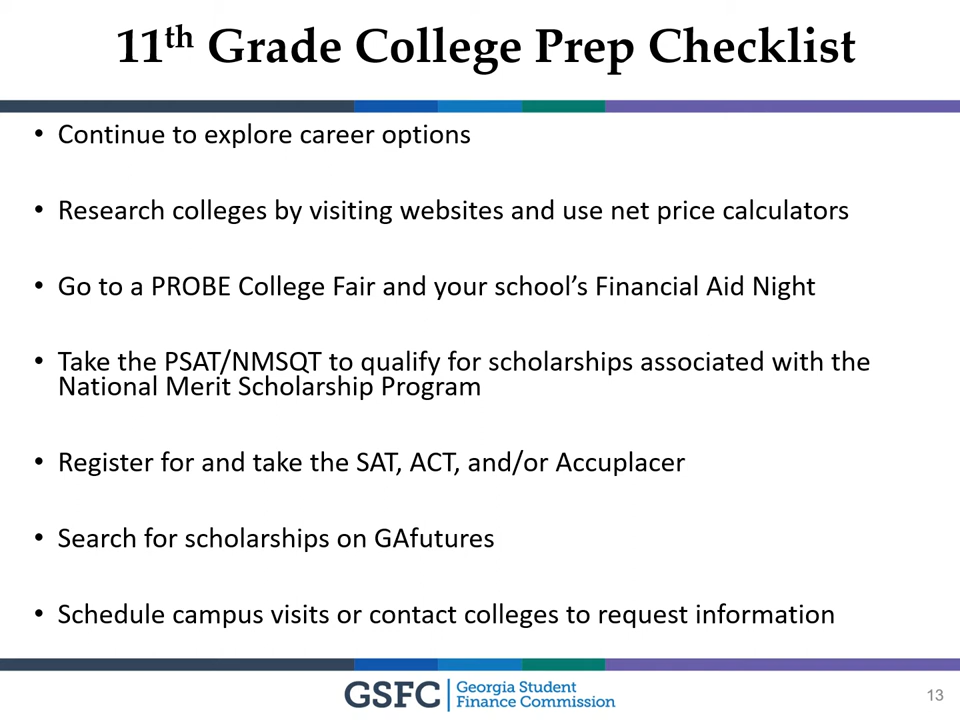 11th Grade College Prep Checklist
• Continue to explore career options
• Research colleges by visiting websites and use net price calculators
• Go to a PROBE College Fair and your school’s Financial Aid Night
• Take the PSAT/NMSQT to qualify for scholarships associated with the
National Merit Scholarship Program
• Register for and take the SAT, ACT, and/or Accuplacer
• Search for scholarships on GAfutures
• Schedule campus visits or contact colleges to request information
GSFC | Georgia Student
Finance Commission
13